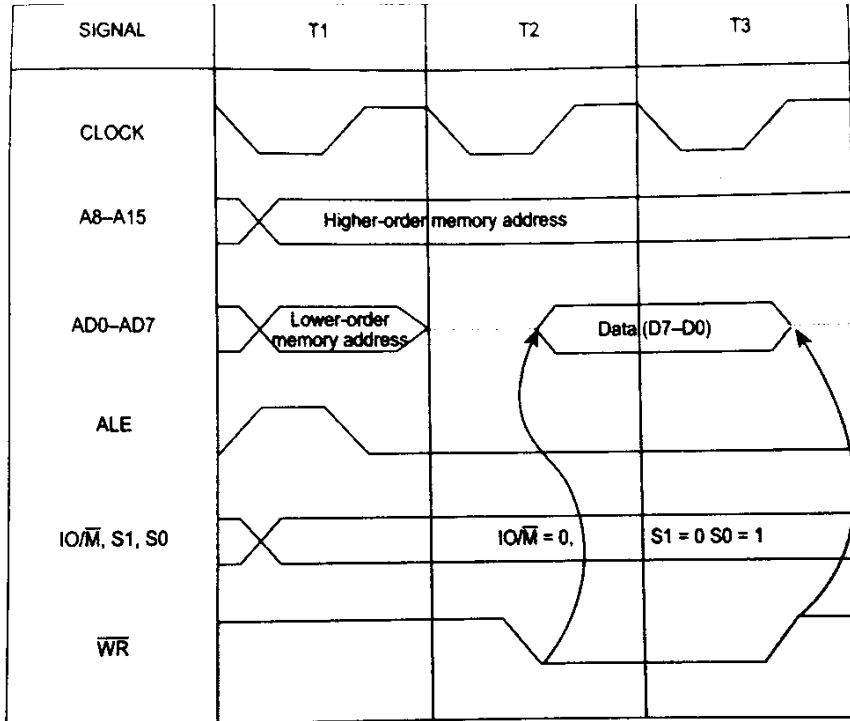 SIGNAL T1 T2 T3
CLOCK
A8–A15 Higher-order memory address
AD0–AD7 Lower-order memory address Data (D7–D0)
ALE
IO/M̅, S1, S0 IO/M̅ = 0, S1 = 0 S0 = 1
W̅R̅